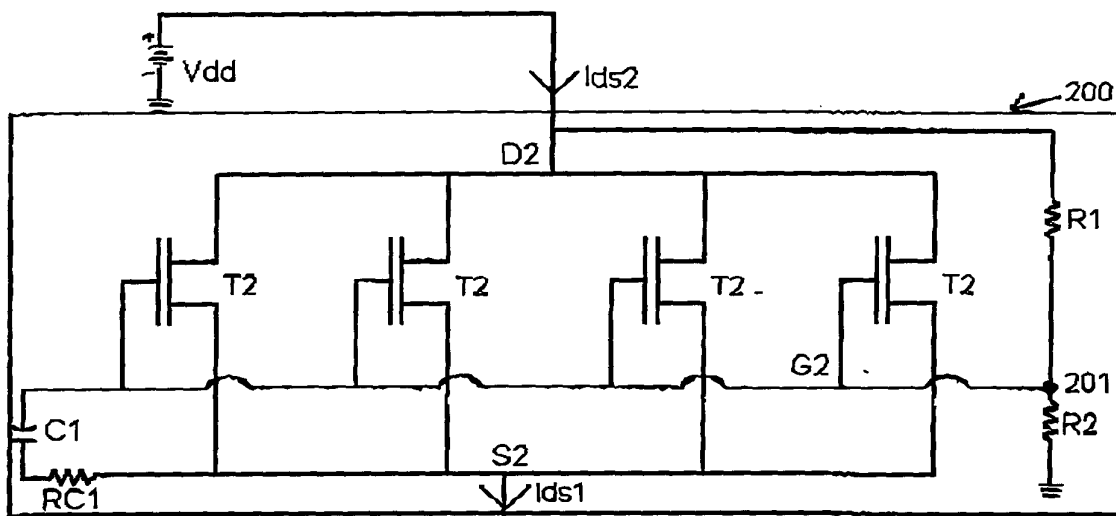 +
-
Vdd
Ids2
200
D2
R1
T2
T2
T2
T2
G2
201
C1
R2
S2
RC1
Ids1